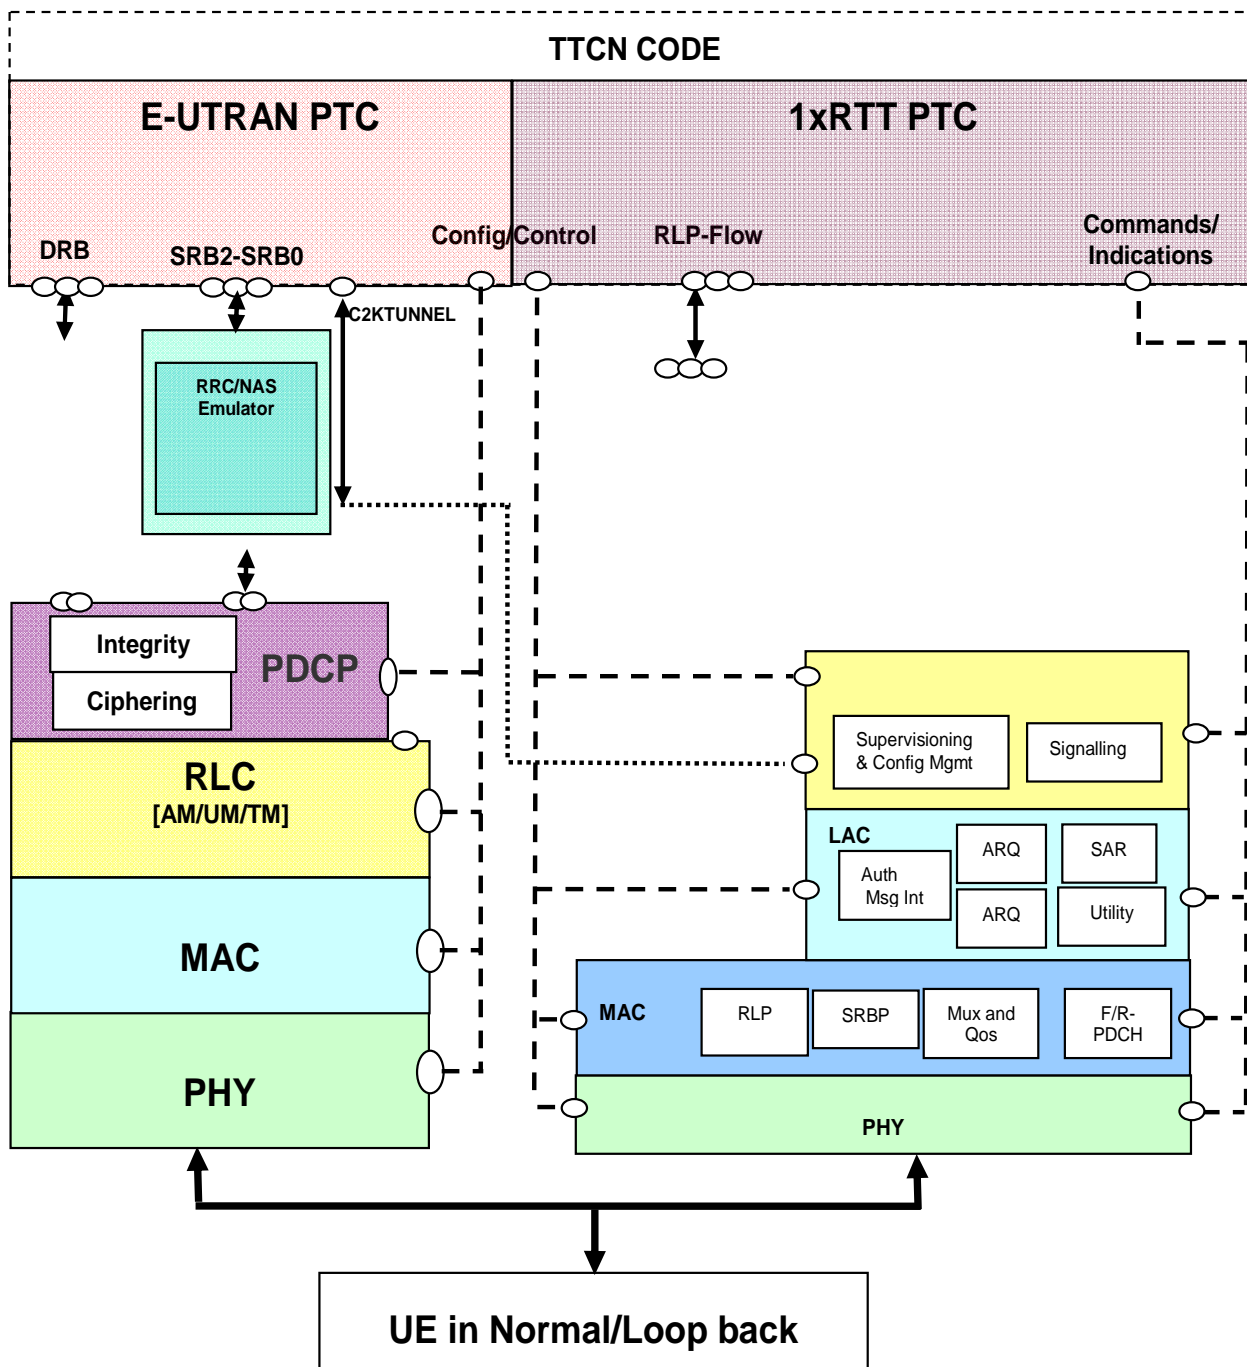 TTCN CODE
E-UTRAN PTC
1xRTT PTC
DRB
SRB2-SRB0
Config/Control
RLP-Flow
Commands/
Indications
C2KTUNNEL
RRC/NAS
Emulator
Integrity
Ciphering
PDCP
RLC
[AM/UM/TM]
MAC
PHY
Supervisioning
& Config Mgmt
Signalling
LAC
Auth
Msg Int
ARQ
SAR
ARQ
Utility
MAC
RLP
SRBP
Mux and
Qos
F/R-
PDCH
PHY
UE in Normal/Loop back